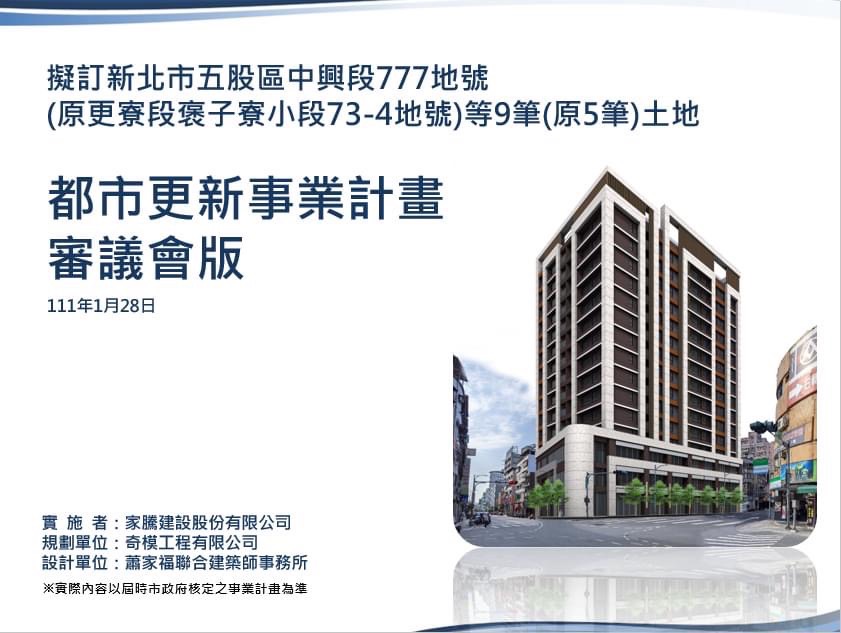 擬訂新北市五股區中興段777地號
(原更寮段褒子寮小段73-4地號)等9筆(原5筆)土地
都市更新事業計畫
審議會版
111年1月28日
實 施 者：家騰建設股份有限公司
規劃單位：奇模工程有限公司
設計單位：蕭家福聯合建築師事務所
※實際內容以屆時市政府核定之事業計畫為準